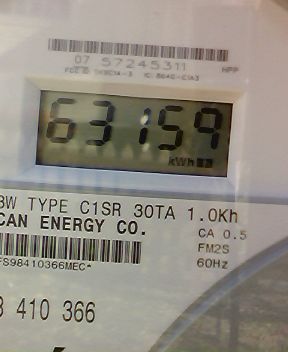 07 57245311
HPP
63159
kWh
3W TYPE C1SR 30TA 1.0Kh
CAN ENERGY CO.
CA 0.5
FM2S
60Hz
FS98410366MEC*
410 366